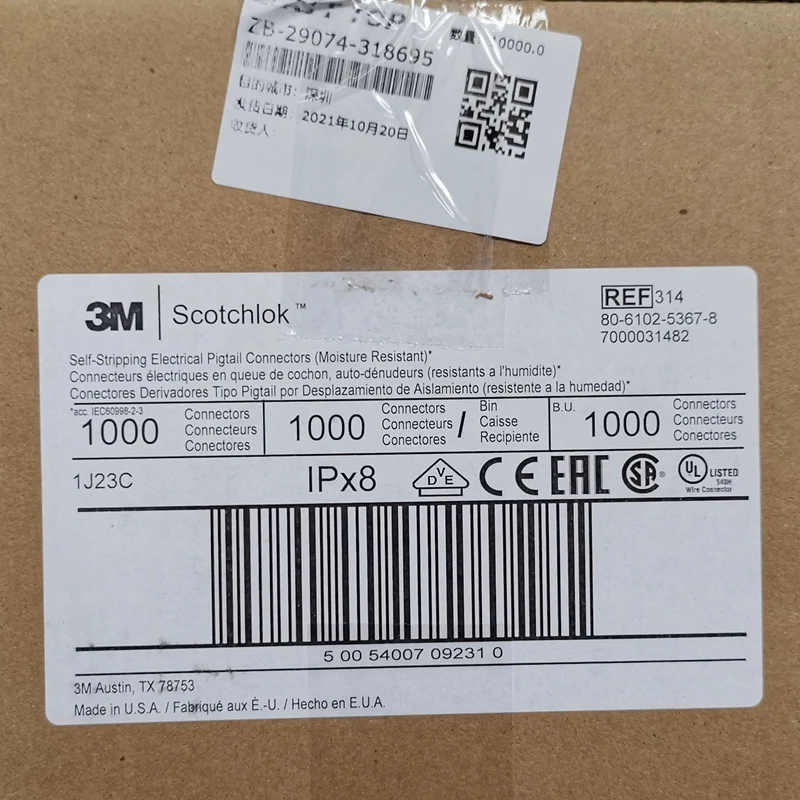 ZB-29074-318695
数量: 10000.0
目的城市: 深圳
发货日期: 2021年10月20日
收货人:
3M Scotchlok™
REF 314
80-6102-5367-8
7000031482
Self-Stripping Electrical Pigtail Connectors (Moisture Resistant)*
Connecteurs électriques en queue de cochon, auto-dénudeurs (resistants a l'humidite)*
Conectores Derivadores Tipo Pigtail por Desplazamiento de Aislamiento (resistente a la humedad)*
*acc. IEC60998-2-3
1000 Connectors
Connecteurs
Conectores
1000 Connectors
Connecteurs
Conectores
/ Bin
Caisse
Recipiente
B.U.
1000 Connectors
Connecteurs
Conectores
1J23C
IPx8
DVE
CE
EAC
SA®
UL LISTED
548H
Wire Connector
5 00 54007 09231 0
3M Austin, TX 78753
Made in U.S.A. / Fabriqué aux É.-U. / Hecho en E.U.A.